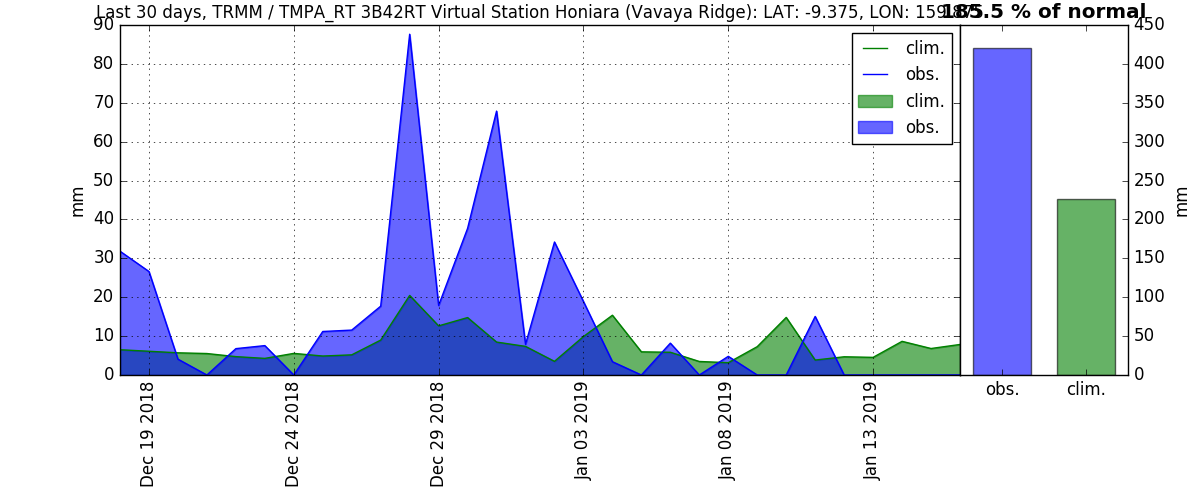 Last 30 days, TRMM / TMPA_RT 3B42RT Virtual Station Honiara (Vavaya Ridge): LAT: -9.375, LON:
185.5 % of normal
90
80
70
60
50
40
30
20
10
0
mm
clim.
obs.
clim.
obs.
Dec 19 2018
Dec 24 2018
Dec 29 2018
Jan 03 2019
Jan 08 2019
Jan 13 2019
450
400
350
300
250
200
150
100
50
0
mm
obs.
clim.